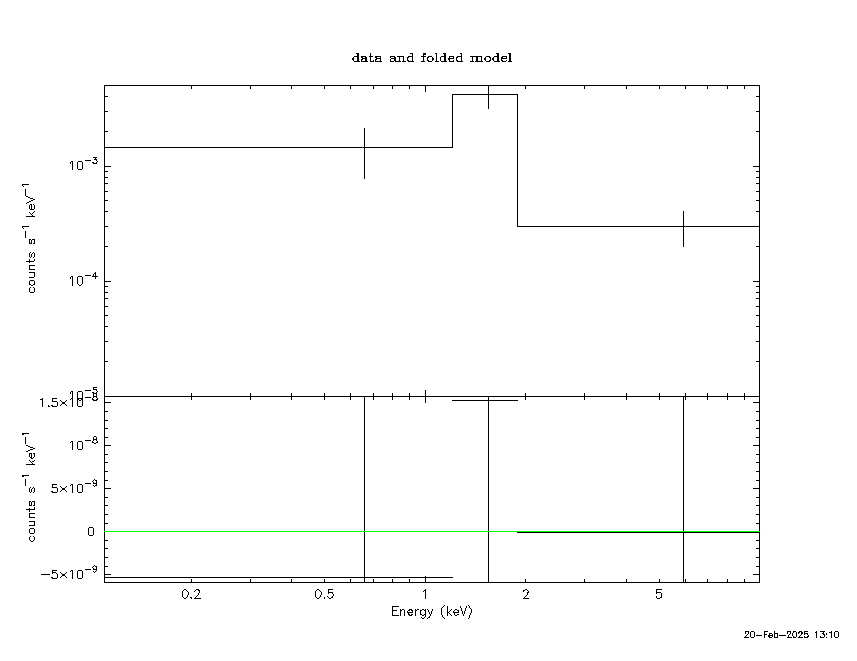 data and folded model
counts s−1 keV−1
10−3
10−4
10−5
counts s−1 keV−1
1.5×10−8
10−8
5×10−9
0
−5×10−9
0.2 0.5 1 2 5
Energy (keV)
20−Feb−2025 13:10